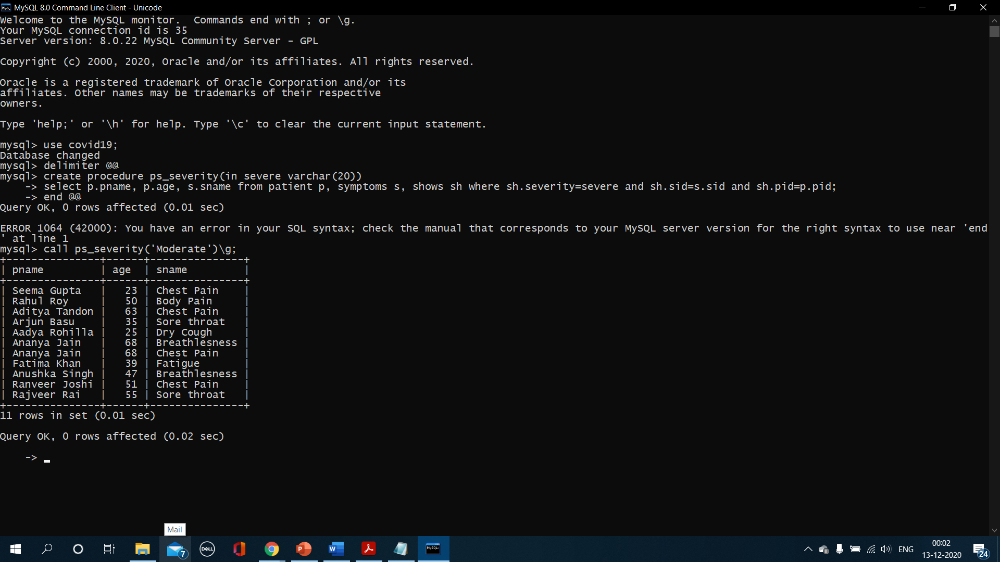 MySQL 8.0 Command Line Client - Unicode
Welcome to the MySQL monitor.  Commands end with ; or \g.
Your MySQL connection id is 35
Server version: 8.0.22 MySQL Community Server - GPL
Copyright (c) 2000, 2020, Oracle and/or its affiliates. All rights reserved.
Oracle is a registered trademark of Oracle Corporation and/or its
affiliates. Other names may be trademarks of their respective
owners.
Type 'help;' or '\h' for help. Type '\c' to clear the current input statement.
mysql> use covid19;
Database changed
mysql> delimiter @@
mysql> create procedure ps_severity(in severe varchar(20))
    -> select p.pname, p.age, s.sname from patient p, symptoms s, shows sh where sh.severity=severe and sh.sid=s.sid and sh.pid=p.pid;
    -> end @@
Query OK, 0 rows affected (0.01 sec)
ERROR 1064 (42000): You have an error in your SQL syntax; check the manual that corresponds to your MySQL server version for the right syntax to use near 'end
' at line 1
mysql> call ps_severity('Moderate')\g;
+---------------+------+---------------+
| pname         | age  | sname         |
+---------------+------+---------------+
| Seema Gupta   |   23 | Chest Pain    |
| Rahul Roy     |   50 | Body Pain     |
| Aditya Tandon |   63 | Chest Pain    |
| Arjun Basu    |   35 | Sore throat   |
| Aadya Rohilla |   25 | Dry Cough     |
| Ananya Jain   |   68 | Breathlesness |
| Ananya Jain   |   68 | Chest Pain    |
| Fatima Khan   |   39 | Fatigue       |
| Anushka Singh |   47 | Breathlesness |
| Ranveer Joshi |   51 | Chest Pain    |
| Rajveer Rai   |   55 | Sore throat   |
+---------------+------+---------------+
11 rows in set (0.01 sec)
Query OK, 0 rows affected (0.02 sec)
    -> _
Mail
7
DELL
P
W
MySQL
ENG
00:02
13-12-2020
24